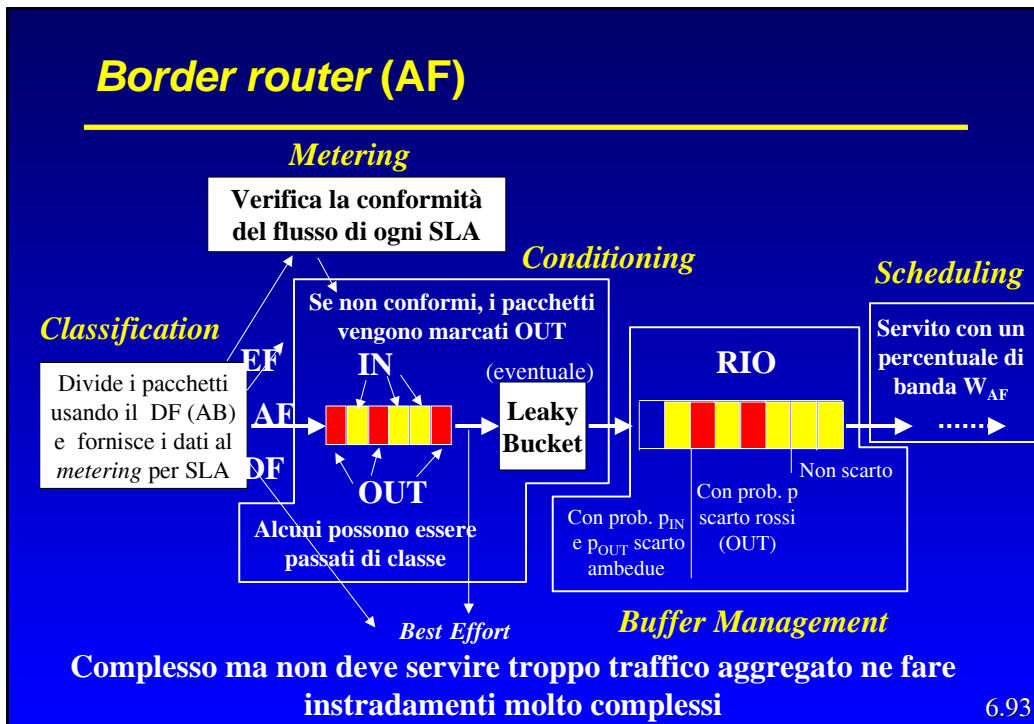 Border router (AF)
Metering
Verifica la conformità
del flusso di ogni SLA
Conditioning
Scheduling
Se non conformi, i pacchetti
vengono marcati OUT
Classification
Servito con un
percentuale di
banda WAF
EF
IN
(eventuale)
RIO
Divide i pacchetti
usando il DF (AB)
e fornisce i dati al
metering per SLA
AF
Leaky
Bucket
DF
OUT
Non scarto
Con prob. p
scarto rossi
(OUT)
Con prob. pIN
e pOUT scarto
ambedue
Alcuni possono essere
passati di classe
Best Effort
Buffer Management
Complesso ma non deve servire troppo traffico aggregato ne fare
instradamenti molto complessi
6.93